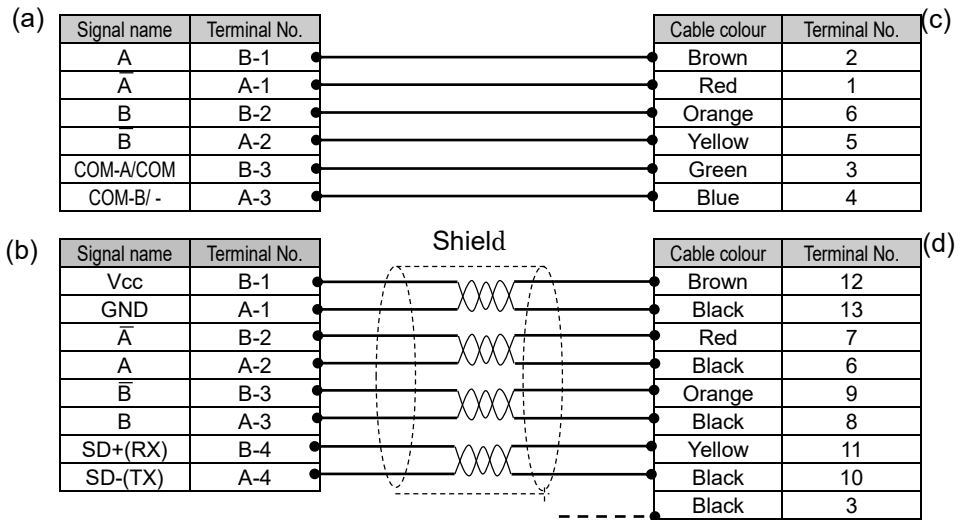 (a)
Signal name Terminal No.
A B-1
A̅ A-1
B B-2
B̅ A-2
COM-A/COM B-3
COM-B/ - A-3
(c)
Cable colour Terminal No.
Brown 2
Red 1
Orange 6
Yellow 5
Green 3
Blue 4
(b)
Signal name Terminal No.
Vcc B-1
GND A-1
A̅ B-2
A A-2
B̅ B-3
B A-3
SD+(RX) B-4
SD-(TX) A-4
Shield
(d)
Cable colour Terminal No.
Brown 12
Black 13
Red 7
Black 6
Orange 9
Black 8
Yellow 11
Black 10
Black 3